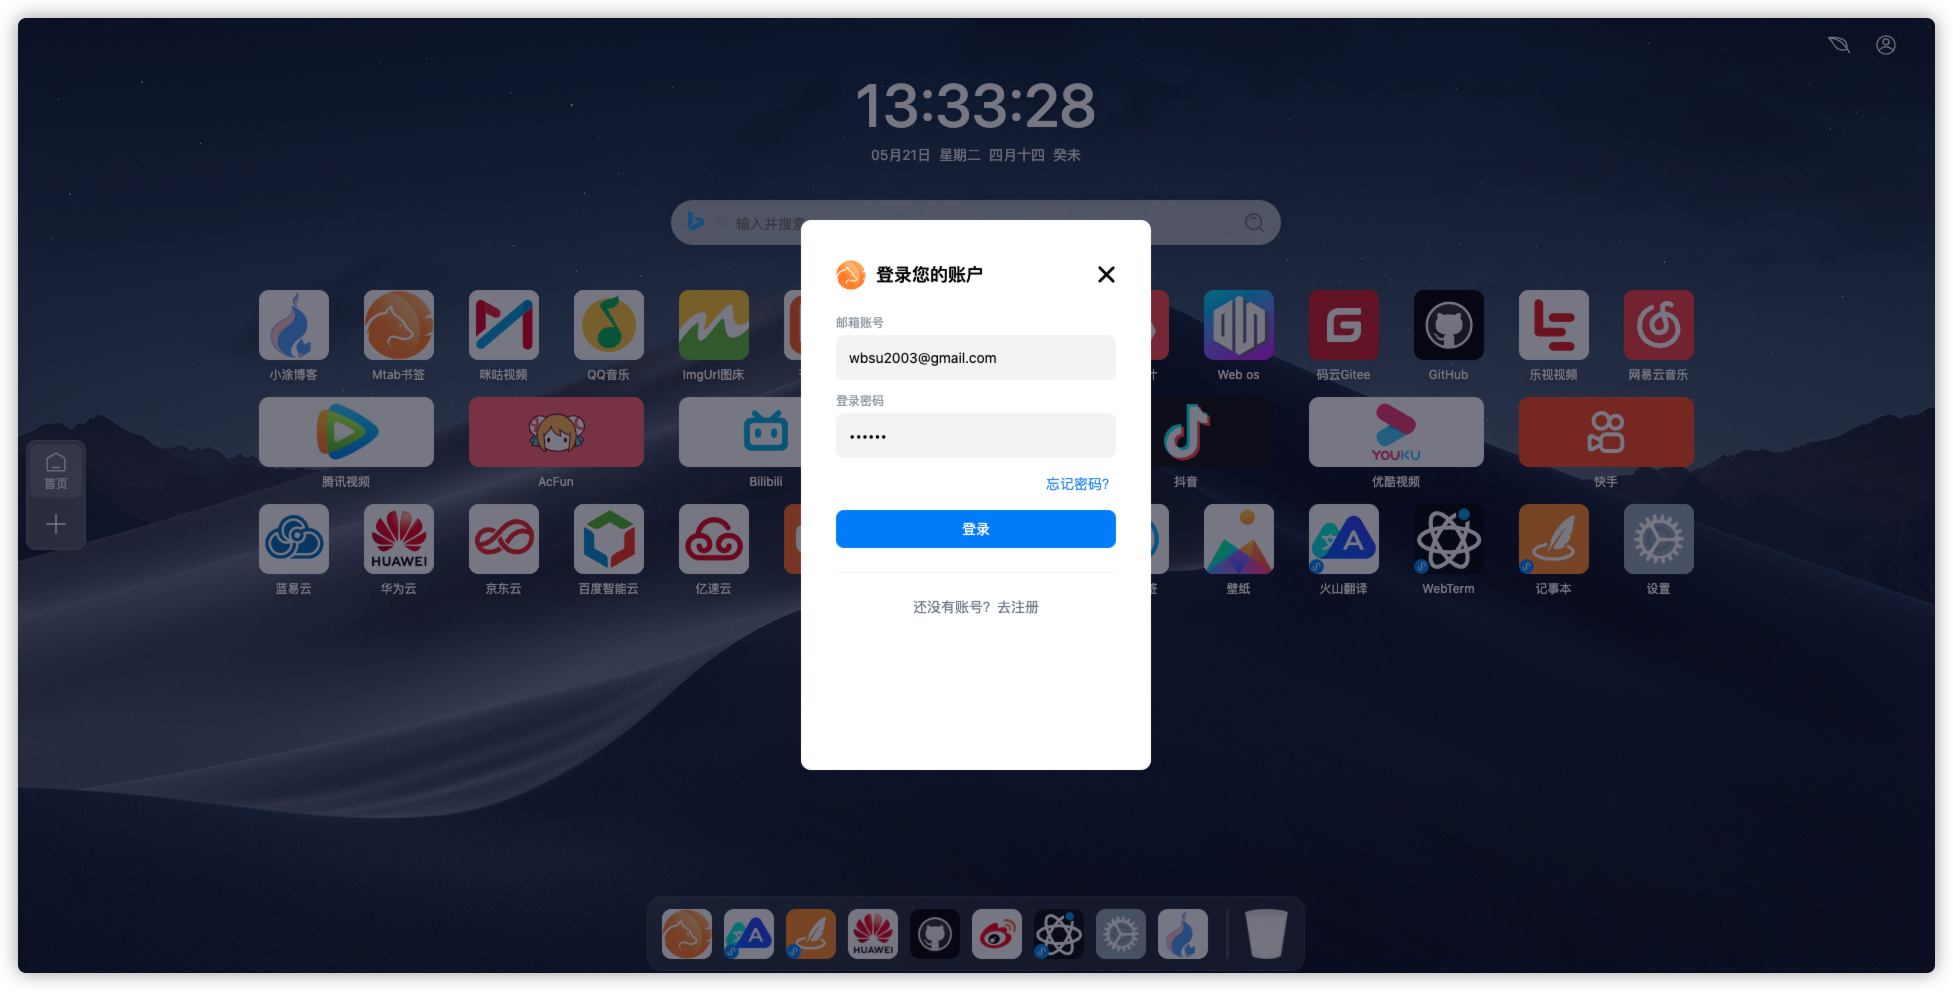 13:33:28
05月21日 星期二 四月十四 癸未
输入并搜索
登录您的账户
邮箱账号
wbsu2003@gmail.com
登录密码
••••••
忘记密码?
登录
还没有账号? 去注册
小涂博客
Mtab书签
咪咕视频
QQ音乐
ImgUrl图床
Web os
码云Gitee
GitHub
乐视视频
网易云音乐
腾讯视频
AcFun
Bilibili
抖音
YOUKU
优酷视频
快手
首页
HUAWEI
蓝易云
华为云
京东云
百度智能云
亿速云
壁纸
火山翻译
WebTerm
记事本
设置
HUAWEI